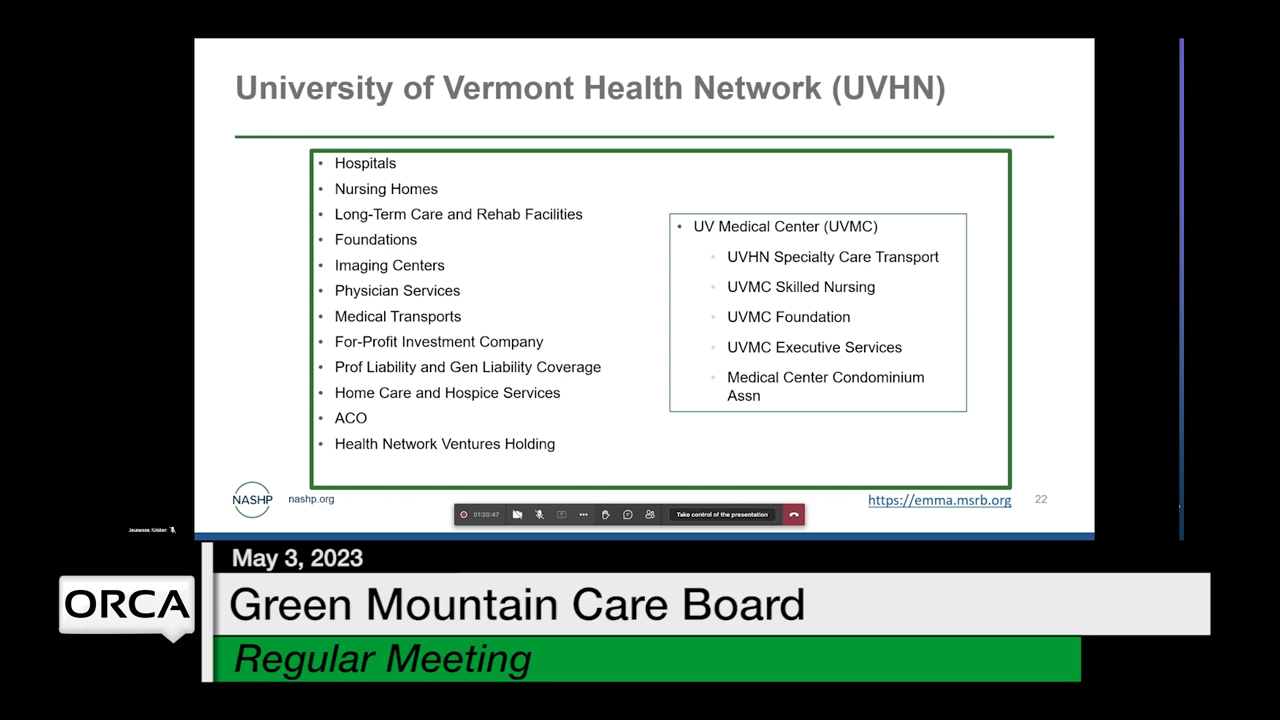 University of Vermont Health Network (UVHN)
• Hospitals
• Nursing Homes
• Long-Term Care and Rehab Facilities
• Foundations
• Imaging Centers
• Physician Services
• Medical Transports
• For-Profit Investment Company
• Prof Liability and Gen Liability Coverage
• Home Care and Hospice Services
• ACO
• Health Network Ventures Holding
• UV Medical Center (UVMC)
• UVHN Specialty Care Transport
• UVMC Skilled Nursing
• UVMC Foundation
• UVMC Executive Services
• Medical Center Condominium
Assn
NASHP
nashp.org
https://emma.msrb.org
22
01:20:47
Take control of the presentation
Jeunesse, Kristen
May 3, 2023
ORCA
Green Mountain Care Board
Regular Meeting